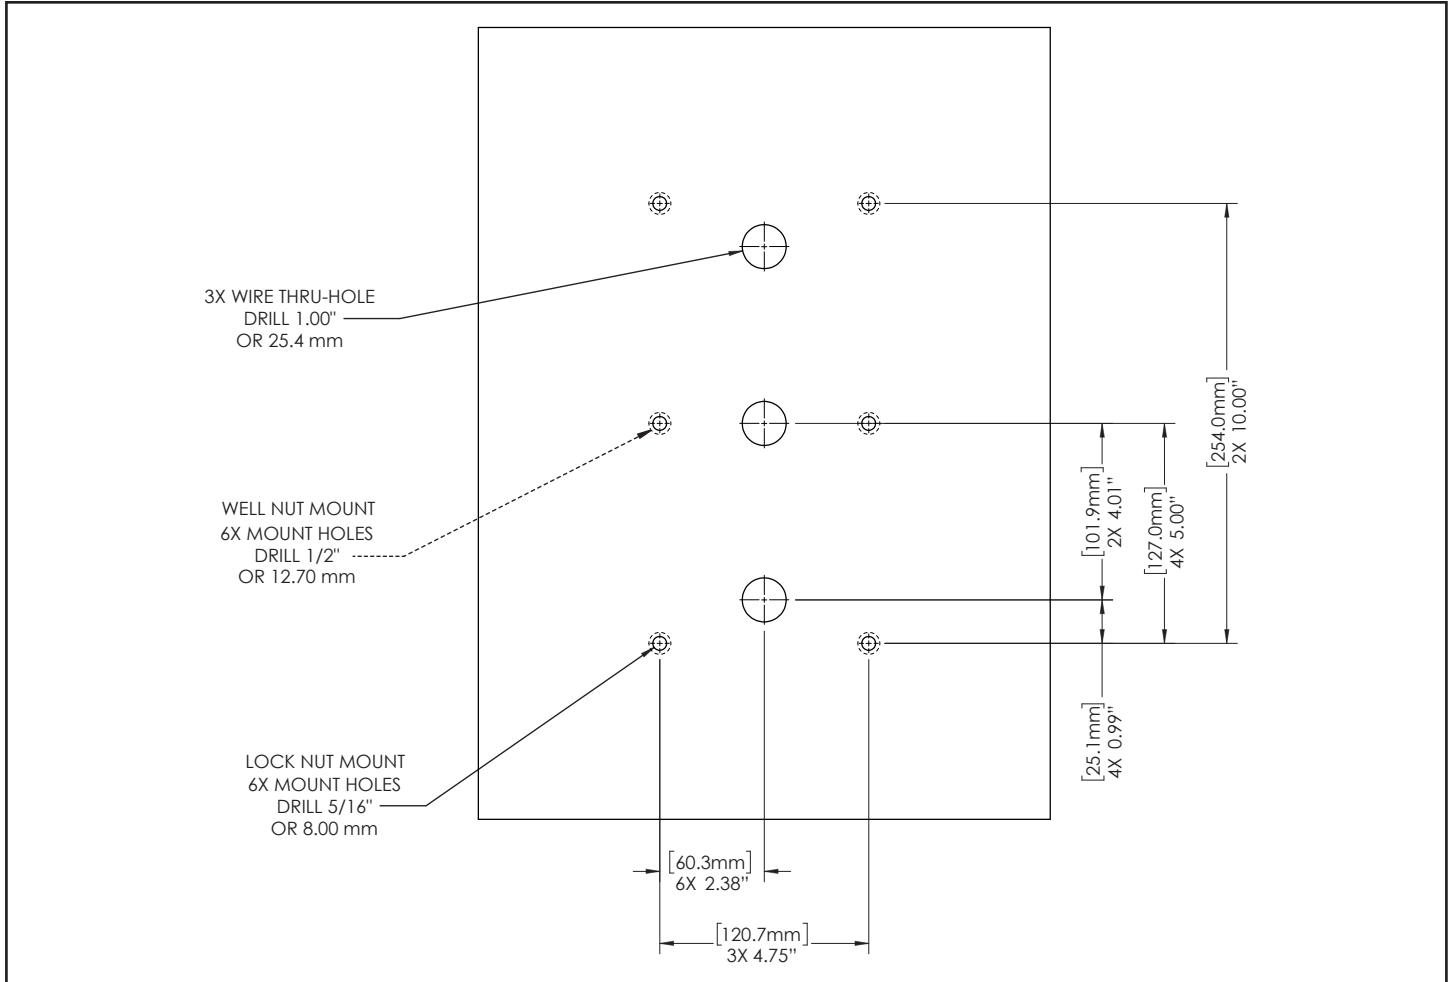 3X WIRE THRU-HOLE
DRILL 1.00"
OR 25.4 mm
WELL NUT MOUNT
6X MOUNT HOLES
DRILL 1/2"
OR 12.70 mm
LOCK NUT MOUNT
6X MOUNT HOLES
DRILL 5/16"
OR 8.00 mm
[254.0mm]
2X 10.00"
[101.9mm]
2X 4.01"
[127.0mm]
4X 5.00"
[25.1mm]
4X 0.99"
[60.3mm]
6X 2.38”
[120.7mm]
3X 4.75”